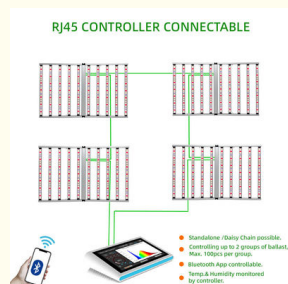 RJ45 CONTROLLER CONNECTABLE
Standalone /Daisy Chain possible.
Controlling up to 2 groups of ballast,
Max. 100pcs per group.
Bluetooth App controllable.
Temp.& Humidity monitored
by controller.